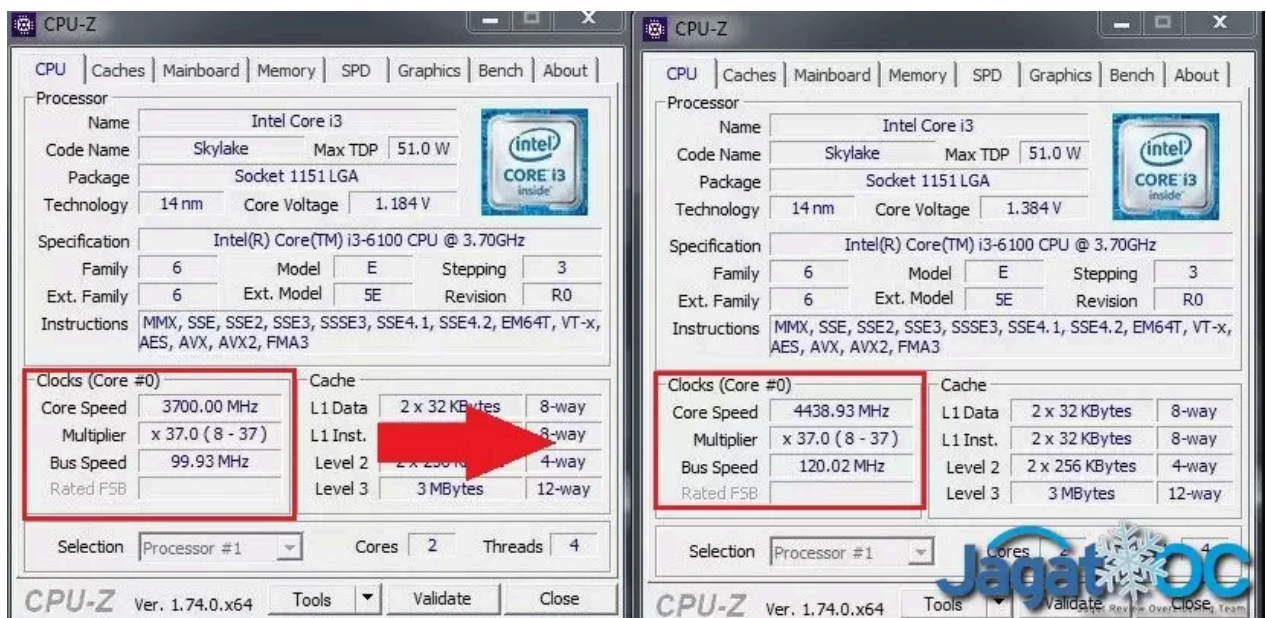 CPU-Z
CPU Caches Mainboard Memory SPD Graphics Bench About
Processor
Name Intel Core i3
Code Name Skylake Max TDP 51.0 W
Package Socket 1151 LGA
Technology 14 nm Core Voltage 1.184 V
intel CORE i3 inside
Specification Intel(R) Core(TM) i3-6100 CPU @ 3.70GHz
Family 6 Model E Stepping 3
Ext. Family 6 Ext. Model 5E Revision R0
Instructions MMX, SSE, SSE2, SSE3, SSSE3, SSE4.1, SSE4.2, EM64T, VT-x,
AES, AVX, AVX2, FMA3
Clocks (Core #0) Cache
Core Speed 3700.00 MHz L1 Data 2 x 32 KBytes 8-way
Multiplier x 37.0 ( 8 - 37 ) L1 Inst. 8-way
Bus Speed 99.93 MHz Level 2 2 x 256 KBytes 4-way
Rated FSB Level 3 3 MBytes 12-way
Selection Processor #1 Cores 2 Threads 4
CPU-Z Ver. 1.74.0.x64 Tools Validate Close
CPU-Z
CPU Caches Mainboard Memory SPD Graphics Bench About
Processor
Name Intel Core i3
Code Name Skylake Max TDP 51.0 W
Package Socket 1151 LGA
Technology 14 nm Core Voltage 1.384 V
intel CORE i3 inside
Specification Intel(R) Core(TM) i3-6100 CPU @ 3.70GHz
Family 6 Model E Stepping 3
Ext. Family 6 Ext. Model 5E Revision R0
Instructions MMX, SSE, SSE2, SSE3, SSSE3, SSE4.1, SSE4.2, EM64T, VT-x,
AES, AVX, AVX2, FMA3
Clocks (Core #0) Cache
Core Speed 4438.93 MHz L1 Data 2 x 32 KBytes 8-way
Multiplier x 37.0 ( 8 - 37 ) L1 Inst. 2 x 32 KBytes 8-way
Bus Speed 120.02 MHz Level 2 2 x 256 KBytes 4-way
Rated FSB Level 3 3 MBytes 12-way
Selection Processor #1 Cores 2 4
CPU-Z Ver. 1.74.0.x64 Tools Validate Close
JagatOC
Jagat Review Overclocking Team